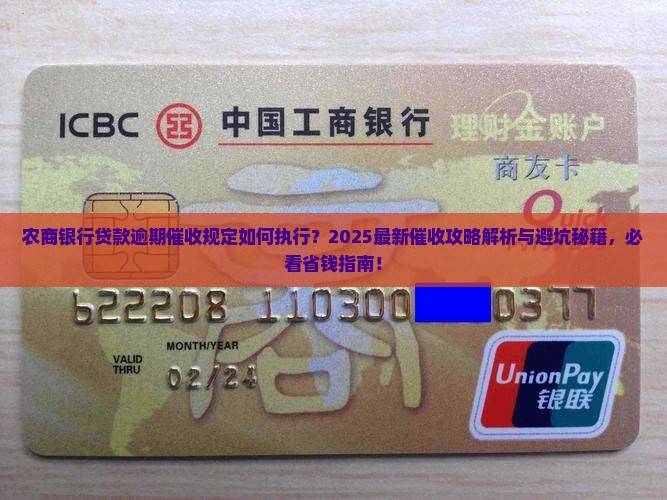 ICBC 中国工商银行 理财金账户
商友卡
Quick
农商银行贷款逾期催收规定如何执行？2025最新催收攻略解析与避坑秘籍，必
看省钱指南！
622208 110300 0377
MONTH/YEAR
VALID
THRU
02/24
UnionPay
银联